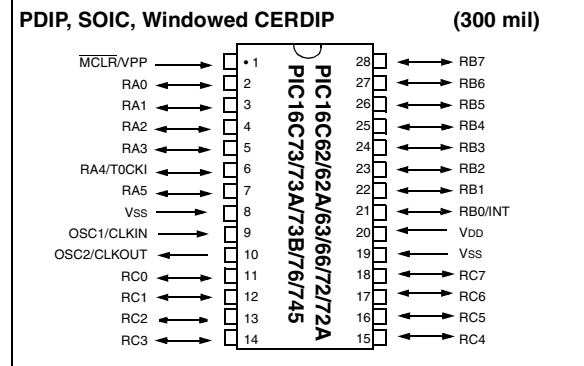 PDIP, SOIC, Windowed CERDIP (300 mil)
MCLR/VPP • 1 28 RB7
RA0 2 27 RB6
RA1 3 26 RB5
RA2 4 25 RB4
RA3 5 24 RB3
RA4/T0CKI 6 23 RB2
RA5 7 22 RB1
Vss 8 21 RB0/INT
OSC1/CLKIN 9 20 VDD
OSC2/CLKOUT 10 19 Vss
RC0 11 18 RC7
RC1 12 17 RC6
RC2 13 16 RC5
RC3 14 15 RC4
PIC16C62/62A/63/66/72/72A
PIC16C73/73A/73B/76/745